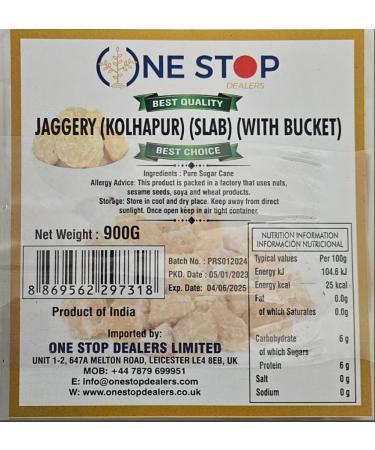 ONE STOP
DEALERS
BEST QUALITY
JAGGERY (KOLHAPUR) (SLAB) (WITH BUCKET)
BEST CHOICE
Ingredients : Pure Sugar Cane
Allergy Advice: This product is packed in a factory that uses nuts,
sesame seeds, soya and wheat products.
Storage: Store in cool and dry place. Keep away from direct
sunlight. Once open keep in air tight container.
Net Weight : 900G
8 869562 297318
Batch No. : PRS012024
PKD. Date : 05/01/2023
Exp. Date: 04/06/2025
Product of India
Imported by:
ONE STOP DEALERS LIMITED
UNIT 1-2, 647A MELTON ROAD, LEICESTER LE4 8EB, UK
MOB: +44 7879 699951
E: info@onestopdealers.com
W: www.onestopdealers.co.uk
NUTRITION INFORMATION
INFORMACIÓN NUTRICIONAL
Typical values Per 100g
Energy kJ 104.6 kJ
Energy kcal 25 kcal
Fat 0.0g
of which Saturates 0.0g
Carbohydrate 6 g
of which Sugars
Protein 6 g
Salt 0 g
Sodium 0 g